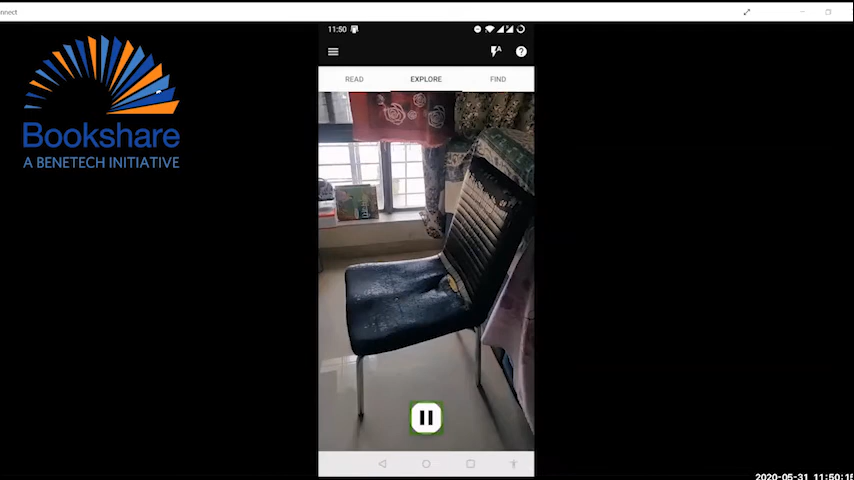 nnect
Bookshare
A BENETECH INITIATIVE
11:50
READ EXPLORE FIND
2020-05-31 11:50:15